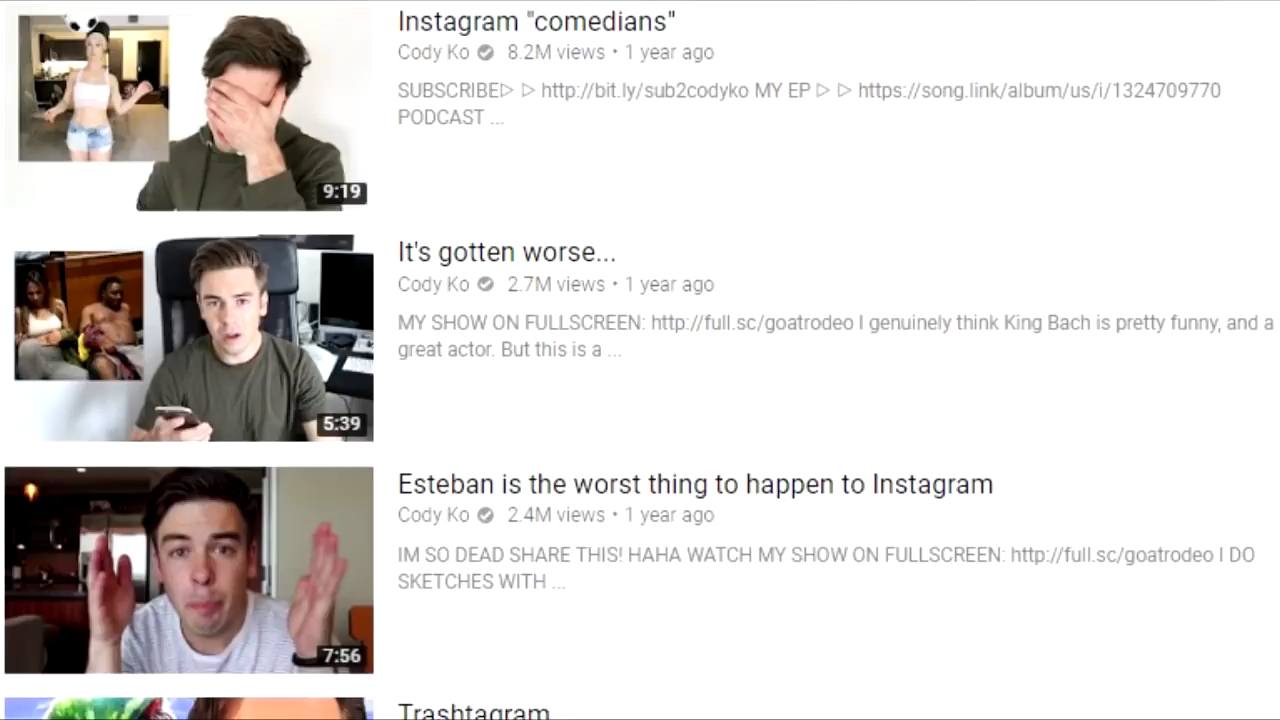 Instagram "comedians"
Cody Ko 8.2M views • 1 year ago
SUBSCRIBE▷ ▷ http://bit.ly/sub2codyko MY EP ▷ ▷ https://song.link/album/us/i/1324709770
PODCAST ...
9:19
It's gotten worse...
Cody Ko 2.7M views • 1 year ago
MY SHOW ON FULLSCREEN: http://full.sc/goatrodeo I genuinely think King Bach is pretty funny, and a
great actor. But this is a ...
5:39
Esteban is the worst thing to happen to Instagram
Cody Ko 2.4M views • 1 year ago
IM SO DEAD SHARE THIS! HAHA WATCH MY SHOW ON FULLSCREEN: http://full.sc/goatrodeo I DO
SKETCHES WITH ...
7:56
Trashtagram